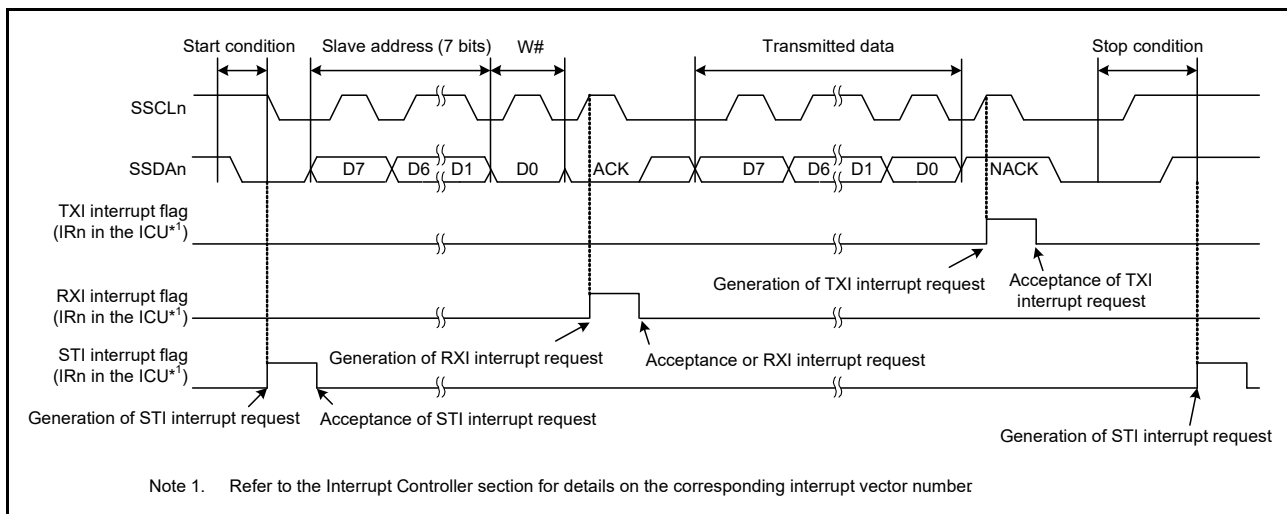 Start condition
Slave address (7 bits)
W#
Transmitted data
Stop condition
SSCLn
SSDAn
D7
D6
D1
D0
ACK
D7
D6
D1
D0
NACK
TXI interrupt flag
(IRn in the ICU*1)
Generation of TXI interrupt request
Acceptance of TXI
interrupt request
RXI interrupt flag
(IRn in the ICU*1)
Generation of RXI interrupt request
Acceptance or RXI interrupt request
STI interrupt flag
(IRn in the ICU*1)
Generation of STI interrupt request
Acceptance of STI interrupt request
Generation of STI interrupt request
Note 1. Refer to the Interrupt Controller section for details on the corresponding interrupt vector number